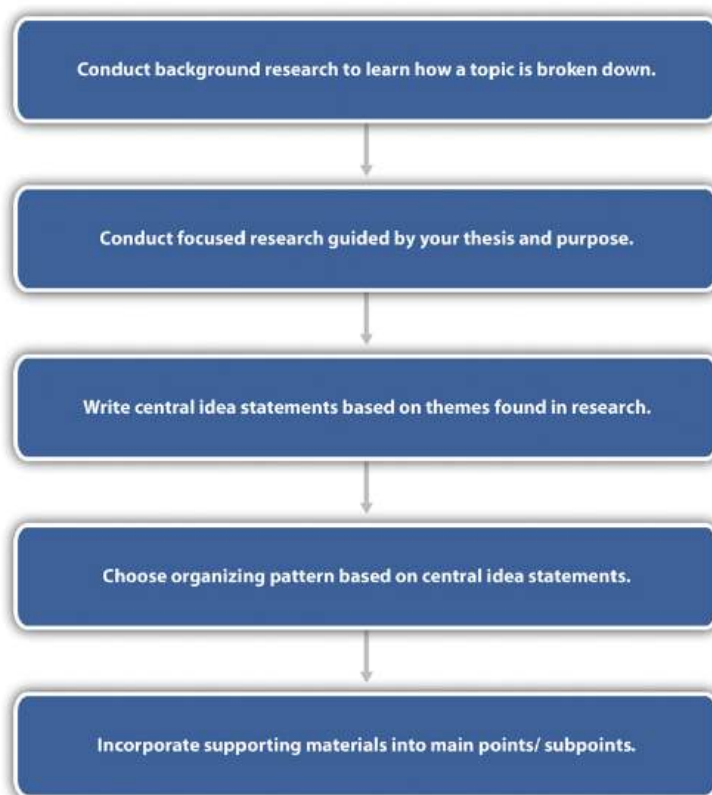 Conduct background research to learn how a topic is broken down.
Conduct focused research guided by your thesis and purpose.
Write central idea statements based on themes found in research.
Choose organizing pattern based on central idea statements.
Incorporate supporting materials into main points/ subpoints.